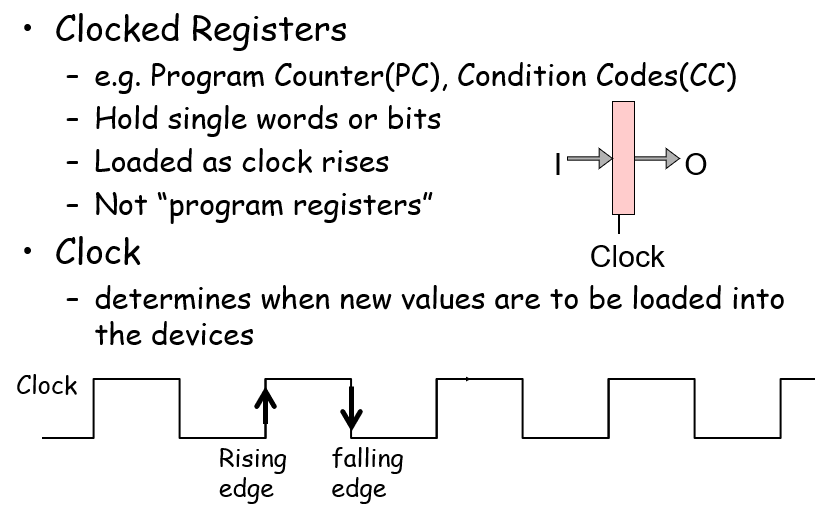 • Clocked Registers
– e.g. Program Counter(PC), Condition Codes(CC)
– Hold single words or bits
– Loaded as clock rises
– Not “program registers”
I
O
Clock
• Clock
– determines when new values are to be loaded into
the devices
Clock
Rising
edge
falling
edge